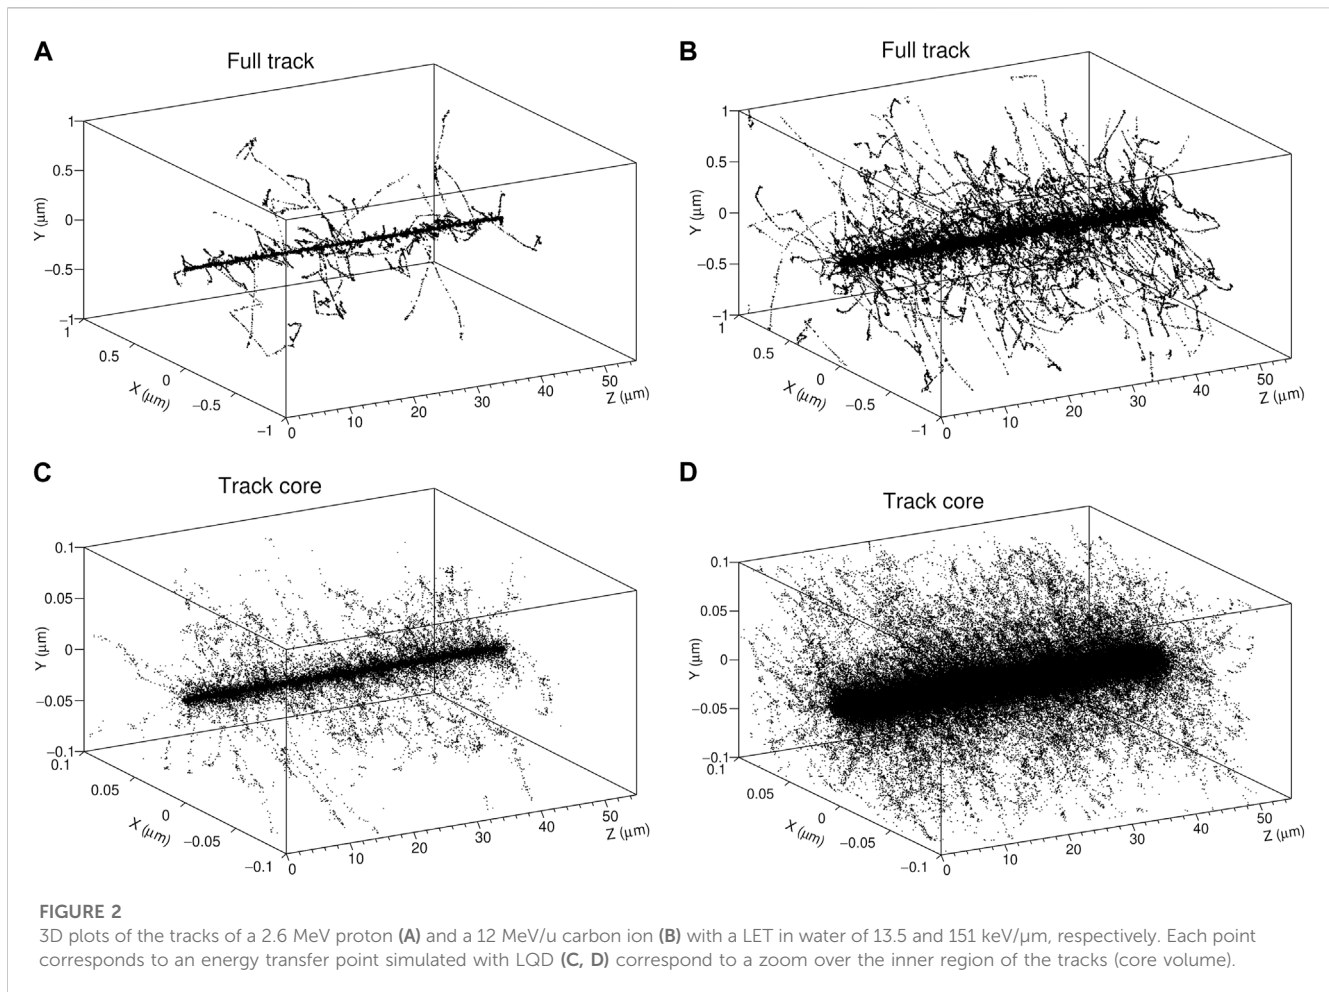 A
Full track
1
0.5
0
−0.5
−1
Y (μm)
1
0.5
0
−0.5
−1
X (μm)
0
10
20
30
40
50
Z (μm)
B
Full track
1
0.5
0
−0.5
−1
Y (μm)
1
0.5
0
−0.5
−1
X (μm)
0
10
20
30
40
50
Z (μm)
C
Track core
0.1
0.05
0
−0.05
−0.1
Y (μm)
0.1
0.05
0
−0.05
−0.1
X (μm)
0
10
20
30
40
50
Z (μm)
D
Track core
0.1
0.05
0
−0.05
−0.1
Y (μm)
0.1
0.05
0
−0.05
−0.1
X (μm)
0
10
20
30
40
50
Z (μm)
FIGURE 2
3D plots of the tracks of a 2.6 MeV proton (A) and a 12 MeV/u carbon ion (B) with a LET in water of 13.5 and 151 keV/μm, respectively. Each point
corresponds to an energy transfer point simulated with LQD (C, D) correspond to a zoom over the inner region of the tracks (core volume).